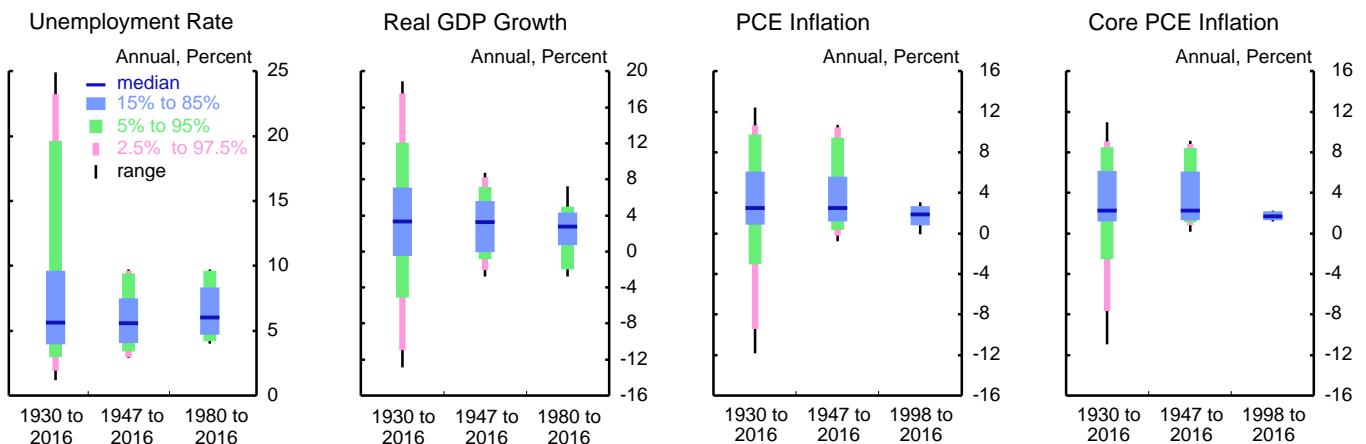 Unemployment Rate
Annual, Percent
25
20
15
10
5
0
median
15% to 85%
5% to 95%
2.5% to 97.5%
range
1930 to
2016
1947 to
2016
1980 to
2016
Real GDP Growth
Annual, Percent
20
16
12
8
4
0
-4
-8
-12
-16
1930 to
2016
1947 to
2016
1980 to
2016
PCE Inflation
Annual, Percent
16
12
8
4
0
-4
-8
-12
-16
1930 to
2016
1947 to
2016
1998 to
2016
Core PCE Inflation
Annual, Percent
16
12
8
4
0
-4
-8
-12
-16
1930 to
2016
1947 to
2016
1998 to
2016